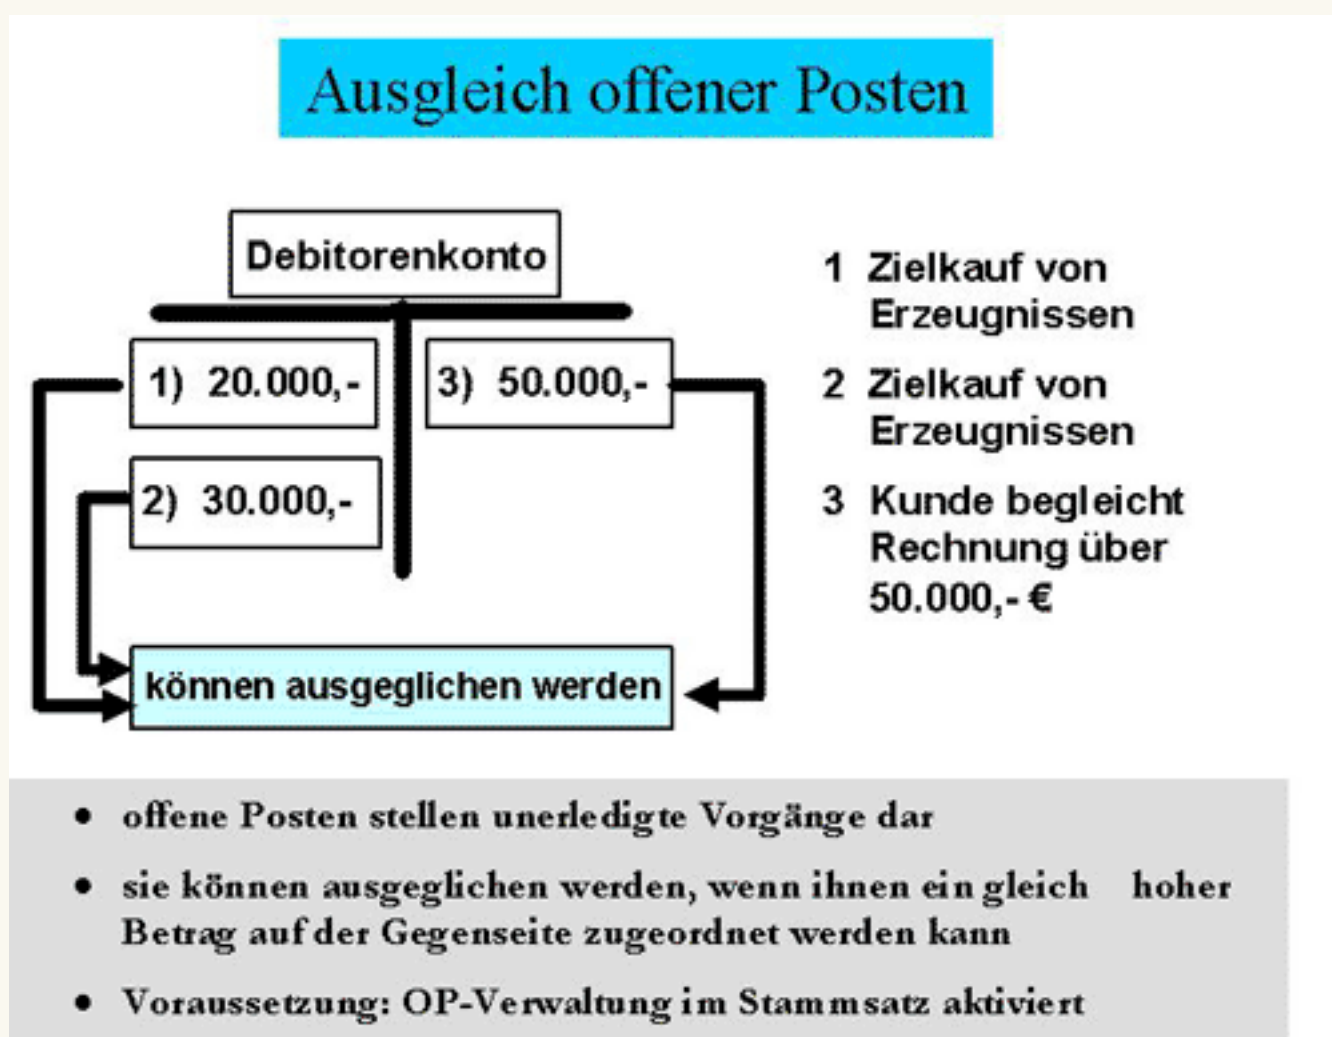 Ausgleich offener Posten
Debitorenkonto
1) 20.000,-
3) 50.000,-
2) 30.000,-
können ausgeglichen werden
1 Zielkauf von
Erzeugnissen
2 Zielkauf von
Erzeugnissen
3 Kunde begleicht
Rechnung über
50.000,- €
• offene Posten stellen unerledigte Vorgänge dar
• sie können ausgeglichen werden, wenn ihnen ein gleich hoher
Betrag auf der Gegenseite zugeordnet werden kann
• Voraussetzung: OP-Verwaltung im Stammsatz aktiviert